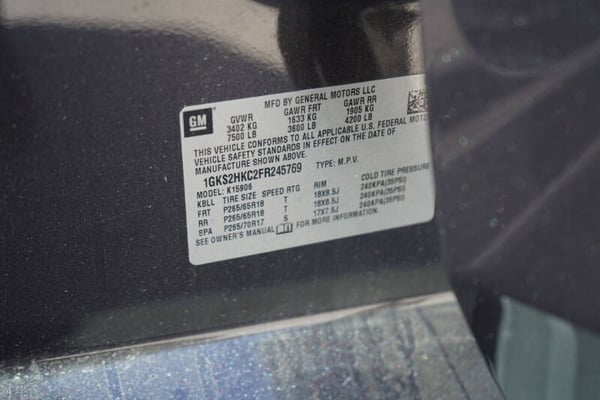 GM
MFD BY GENERAL MOTORS LLC
GVWR GAWR FRT GAWR RR
3402 KG 1633 KG 1905 KG
7500 LB 3600 LB 4200 LB
THIS VEHICLE CONFORMS TO ALL APPLICABLE U.S. FEDERAL MOTOR
VEHICLE SAFETY STANDARDS IN EFFECT ON THE DATE OF
MANUFACTURE SHOWN ABOVE.
1GKS2HKC2FR245769 TYPE: M.P.V.
MODEL: K15906
KBLL TIRE SIZE SPEED RTG RIM COLD TIRE PRESSURE
FRT P265/65R18 T 18X8.5J 240KPA(35PSI)
RR P265/65R18 T 18X8.5J 240KPA(35PSI)
SPA P265/70R17 S 17X7.5J 240KPA(35PSI)
SEE OWNER'S MANUAL FOR MORE INFORMATION.